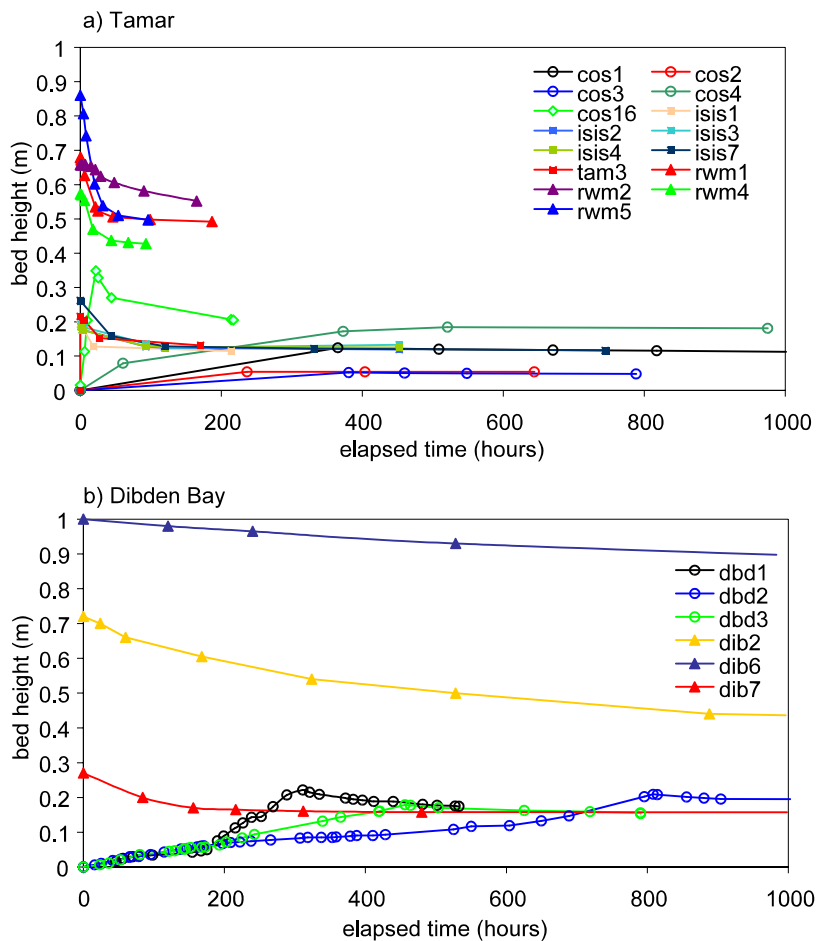 a) Tamar
1
0.9
0.8
0.7
0.6
0.5
0.4
0.3
0.2
0.1
0
bed height (m)
cos1 cos2
cos3 cos4
cos16 isis1
isis2 isis3
isis4 isis7
tam3 rwm1
rwm2 rwm4
rwm5
0 200 400 600 800 1000
elapsed time (hours)
b) Dibden Bay
1
0.9
0.8
0.7
0.6
0.5
0.4
0.3
0.2
0.1
0
bed height (m)
dbd1
dbd2
dbd3
dib2
dib6
dib7
0 200 400 600 800 1000
elapsed time (hours)